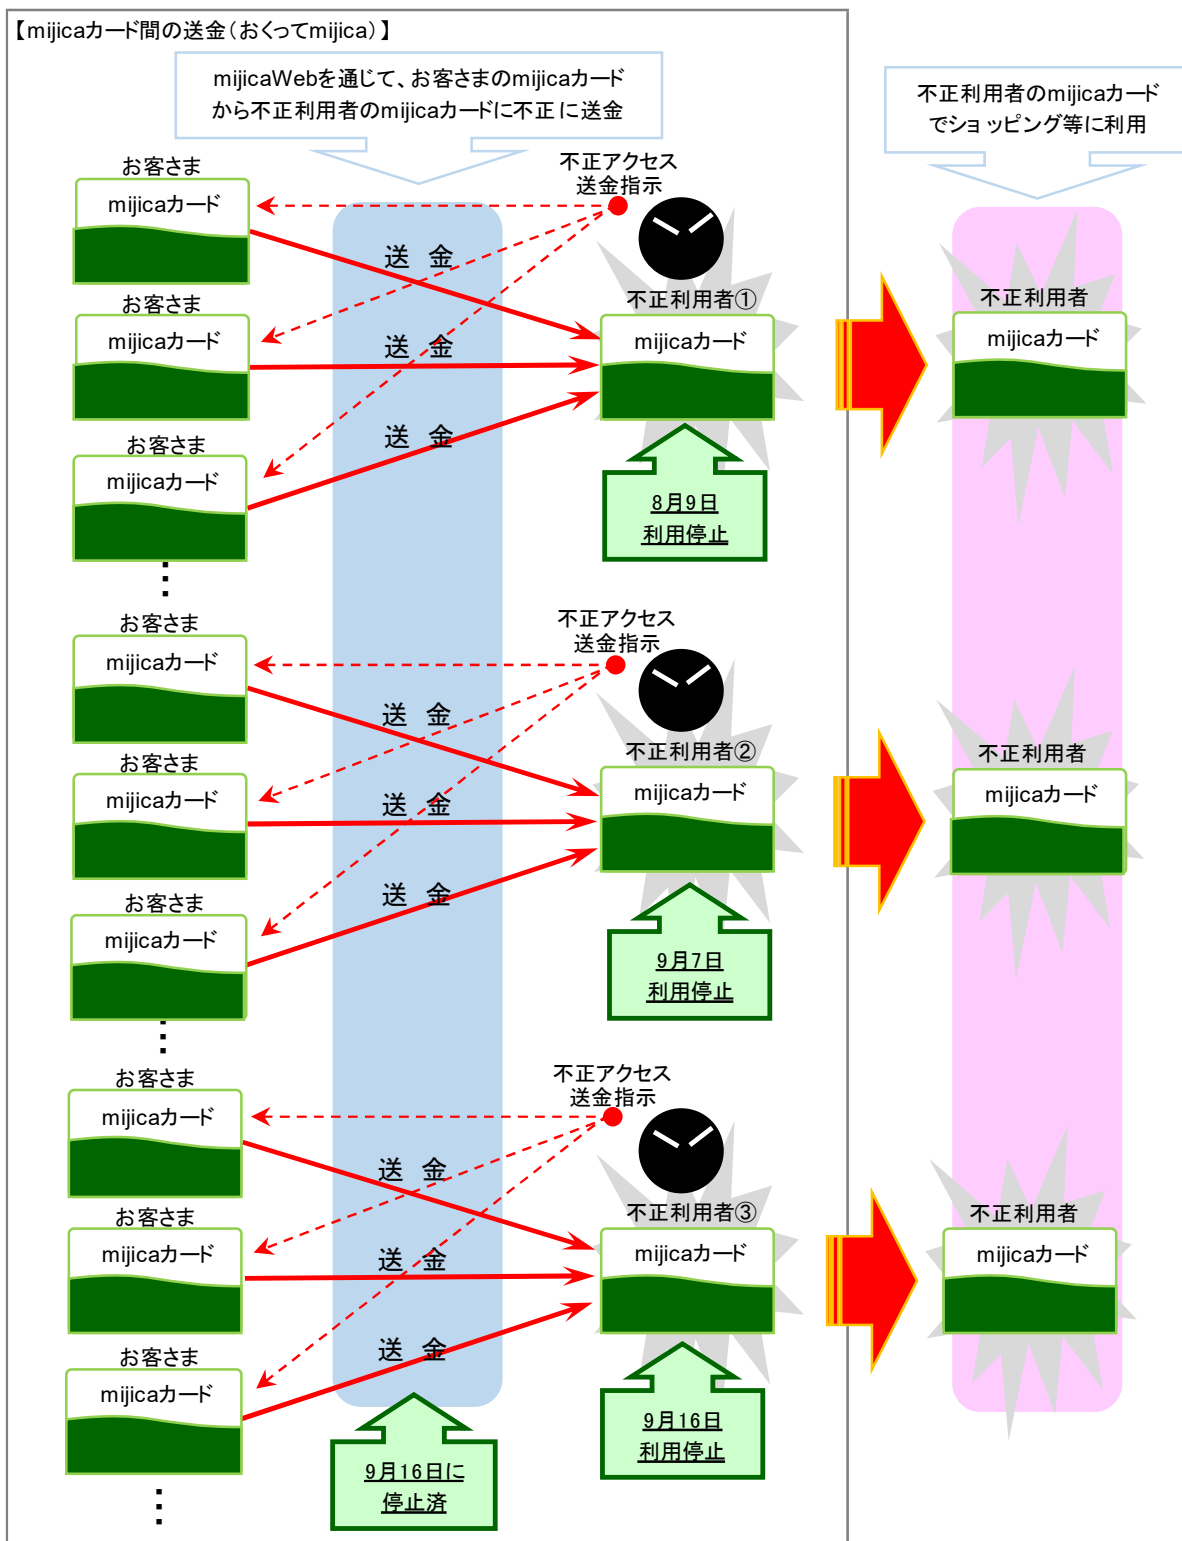 【mijicaカード間の送金（おくってmijica）】
mijicaWebを通じて、お客さまのmijicaカード
から不正利用者のmijicaカードに不正に送金
不正利用者のmijicaカード
でショッピング等に利用
お客さま
mijicaカード
不正アクセス
送金指示
送 金
お客さま
mijicaカード
送 金
不正利用者①
mijicaカード
不正利用者
mijicaカード
お客さま
mijicaカード
送 金
8月9日
利用停止
お客さま
mijicaカード
不正アクセス
送金指示
送 金
お客さま
mijicaカード
送 金
不正利用者②
mijicaカード
不正利用者
mijicaカード
お客さま
mijicaカード
送 金
9月7日
利用停止
お客さま
mijicaカード
不正アクセス
送金指示
送 金
お客さま
mijicaカード
送 金
不正利用者③
mijicaカード
不正利用者
mijicaカード
お客さま
mijicaカード
送 金
9月16日
利用停止
9月16日に
停止済